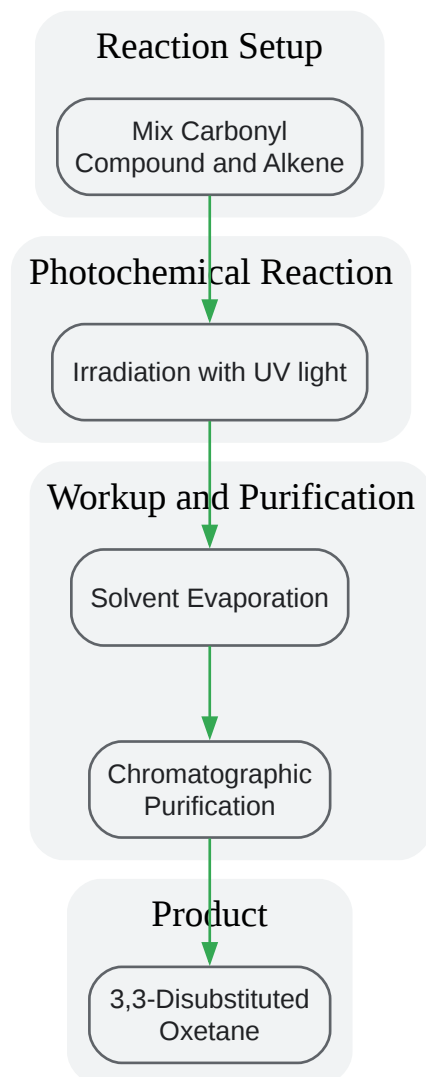 Reaction Setup
Mix Carbonyl
Compound and Alkene
Photochemical Reaction
Irradiation with UV light
Workup and Purification
Solvent Evaporation
Chromatographic
Purification
Product
3,3-Disubstituted
Oxetane